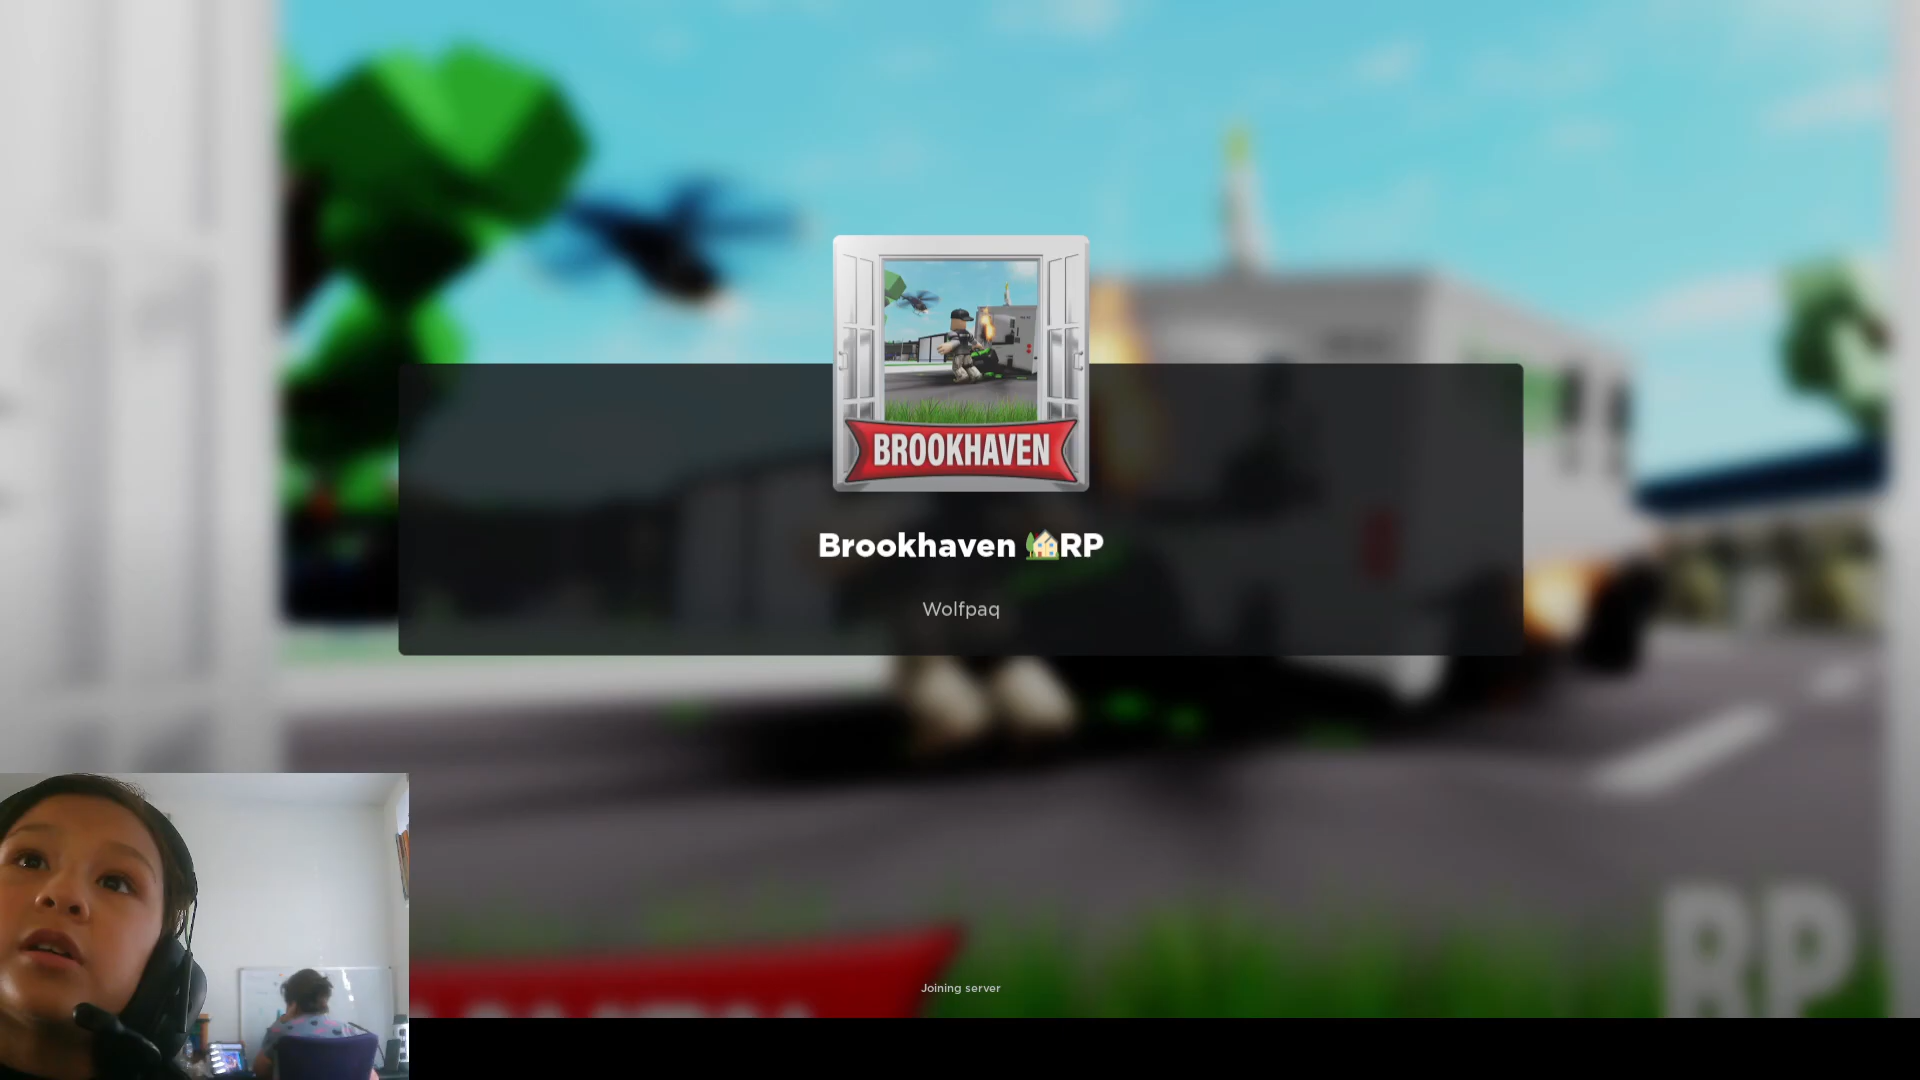 BROOKHAVEN
Brookhaven 🏡RP
Wolfpaq
RP
Joining server